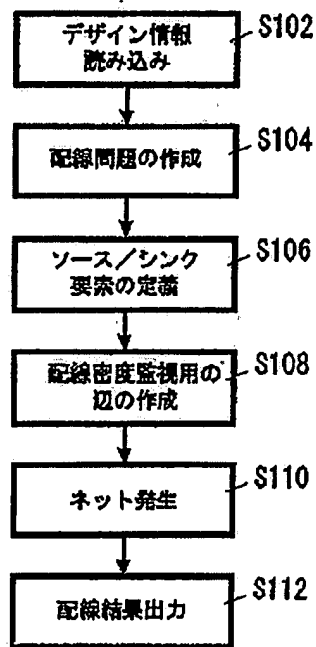 デザイン情報
読み込み
S102
配線問題の作成
S104
ソース／シンク
要素の定義
S106
配線密度監視用の
辺の作成
S108
ネット発生
S110
配線結果出力
S112